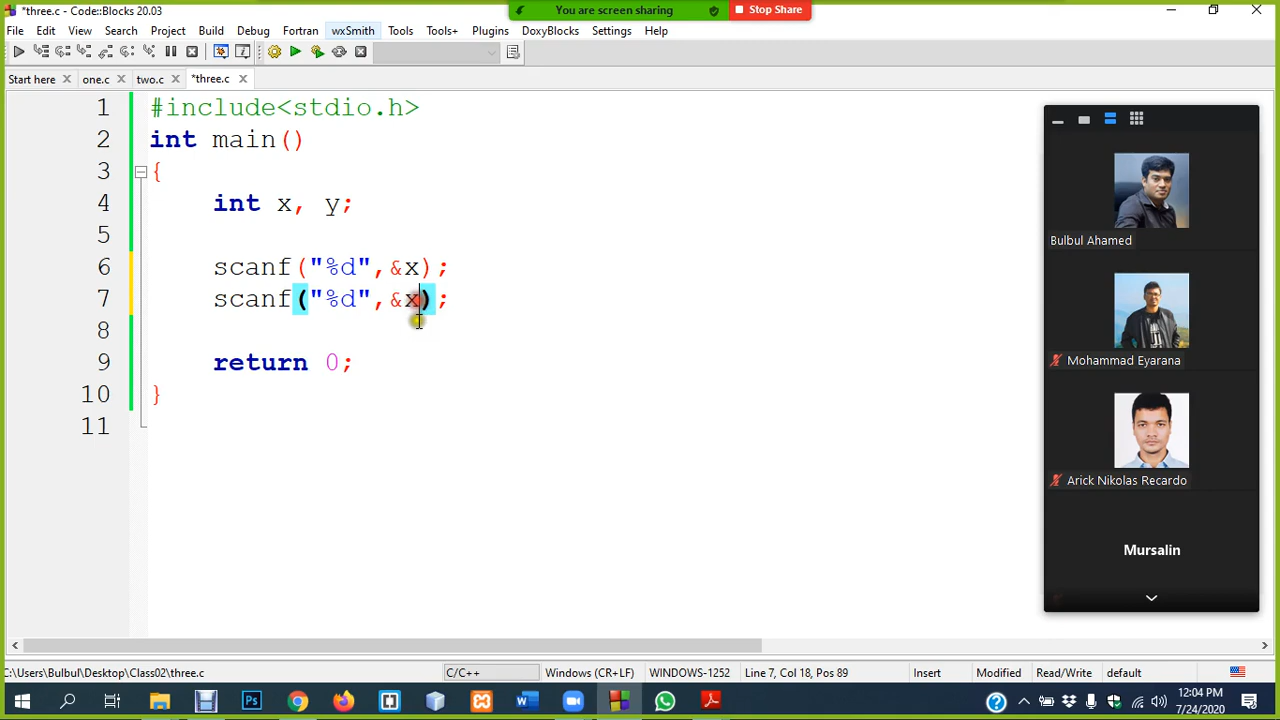 *three.c - Code::Blocks 20.03
You are screen sharing
Stop Share
File Edit View Search Project Build Debug Fortran wxSmith Tools Tools+ Plugins DoxyBlocks Settings Help
Start here one.c two.c *three.c
1 #include<stdio.h>
2 int main()
3 {
4 int x, y;
5
6 scanf("%d",&x);
7 scanf("%d",&x);
8
9 return 0;
10 }
11
Bulbul Ahamed
Mohammad Eyarana
Arick Nikolas Recardo
Mursalin
C:\Users\Bulbul\Desktop\Class02\three.c C/C++ Windows (CR+LF) WINDOWS-1252 Line 7, Col 18, Pos 89 Insert Modified Read/Write default
Ps
W
12:04 PM
7/24/2020